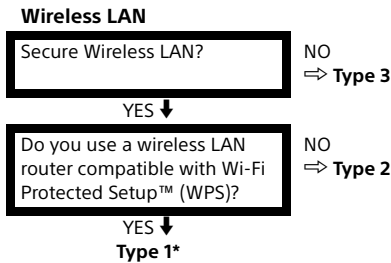 Wireless LAN
Secure Wireless LAN?
NO
⇨ Type 3
YES ⬇
Do you use a wireless LAN
router compatible with Wi-Fi
Protected Setup™ (WPS)?
NO
⇨ Type 2
YES ⬇
Type 1*